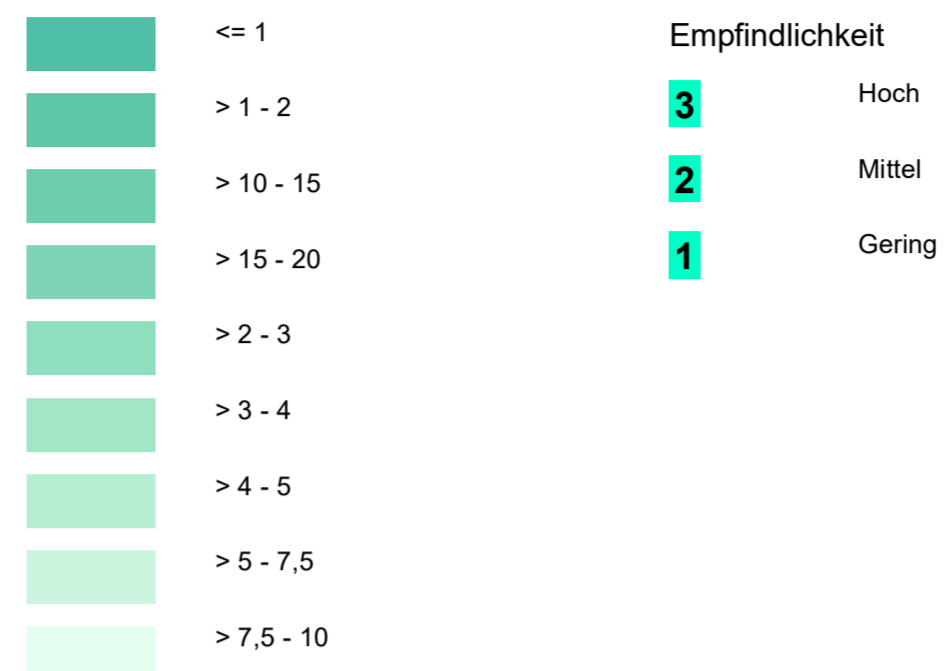 <= 1
> 1 - 2
> 10 - 15
> 15 - 20
> 2 - 3
> 3 - 4
> 4 - 5
> 5 - 7,5
> 7,5 - 10
Empfindlichkeit
3 Hoch
2 Mittel
1 Gering